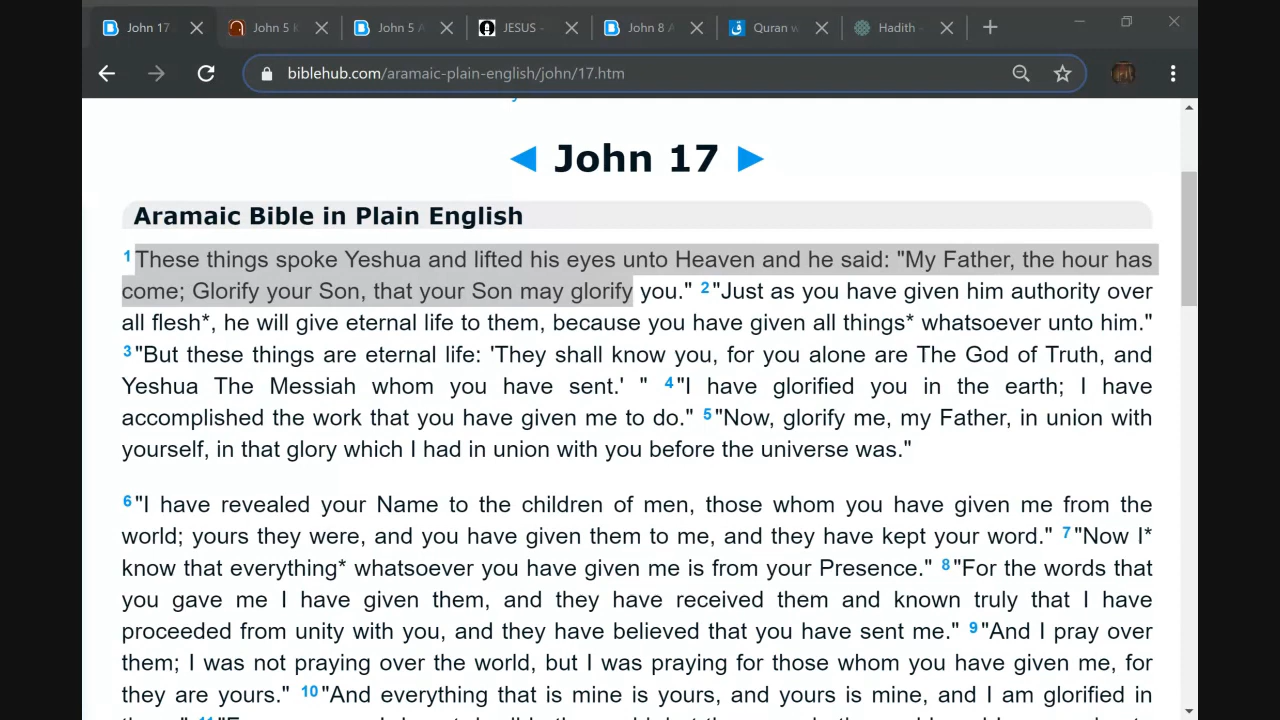 John 17
John 5 K
John 5 A
JESUS -
John 8 A
Quran w
Hadith -
biblehub.com/aramaic-plain-english/john/17.htm
◄ John 17 ►
Aramaic Bible in Plain English
1"These things spoke Yeshua and lifted his eyes unto Heaven and he said: "My Father, the hour has
come; Glorify your Son, that your Son may glorify you." 2"Just as you have given him authority over
all flesh*, he will give eternal life to them, because you have given all things* whatsoever unto him."
3"But these things are eternal life: 'They shall know you, for you alone are The God of Truth, and
Yeshua The Messiah whom you have sent.' " 4"I have glorified you in the earth; I have
accomplished the work that you have given me to do." 5"Now, glorify me, my Father, in union with
yourself, in that glory which I had in union with you before the universe was."
6"I have revealed your Name to the children of men, those whom you have given me from the
world; yours they were, and you have given them to me, and they have kept your word." 7"Now I*
know that everything* whatsoever you have given me is from your Presence." 8"For the words that
you gave me I have given them, and they have received them and known truly that I have
proceeded from unity with you, and they have believed that you have sent me." 9"And I pray over
them; I was not praying over the world, but I was praying for those whom you have given me, for
they are yours." 10"And everything that is mine is yours, and yours is mine, and I am glorified in